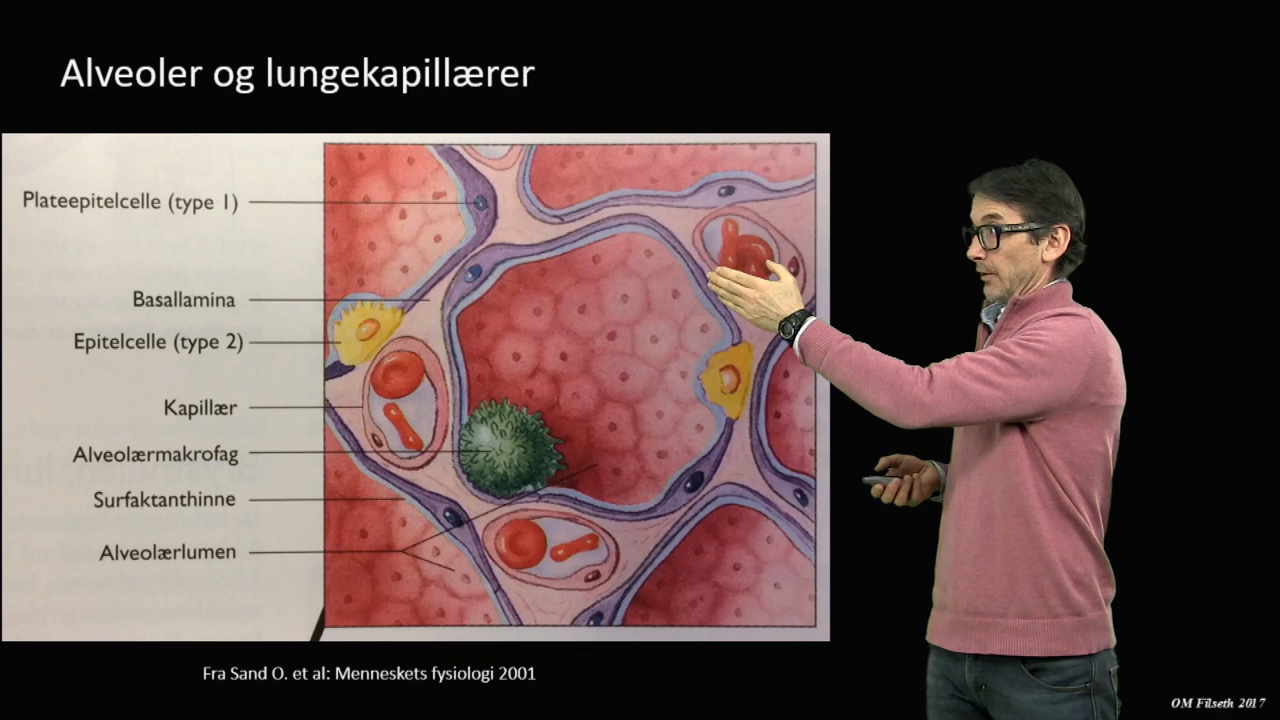 Alveoler og lungekapillærer
Plateepitelcelle (type 1)
Basallamina
Epitelcelle (type 2)
Kapillær
Alveolærmakrofag
Surfaktanthinne
Alveolærlumen
Fra Sand O. et al: Menneskets fysiologi 2001
OM Filseth 2017